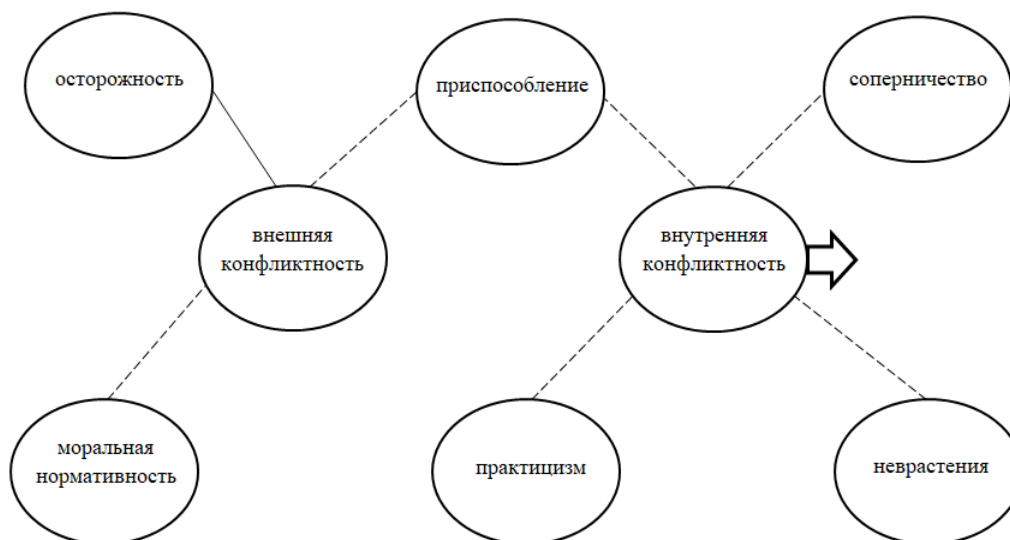 осторожность
приспособление
соперничество
внешняя
конфликтность
внутренняя
конфликтность
моральная
нормативность
практицизм
неврастения